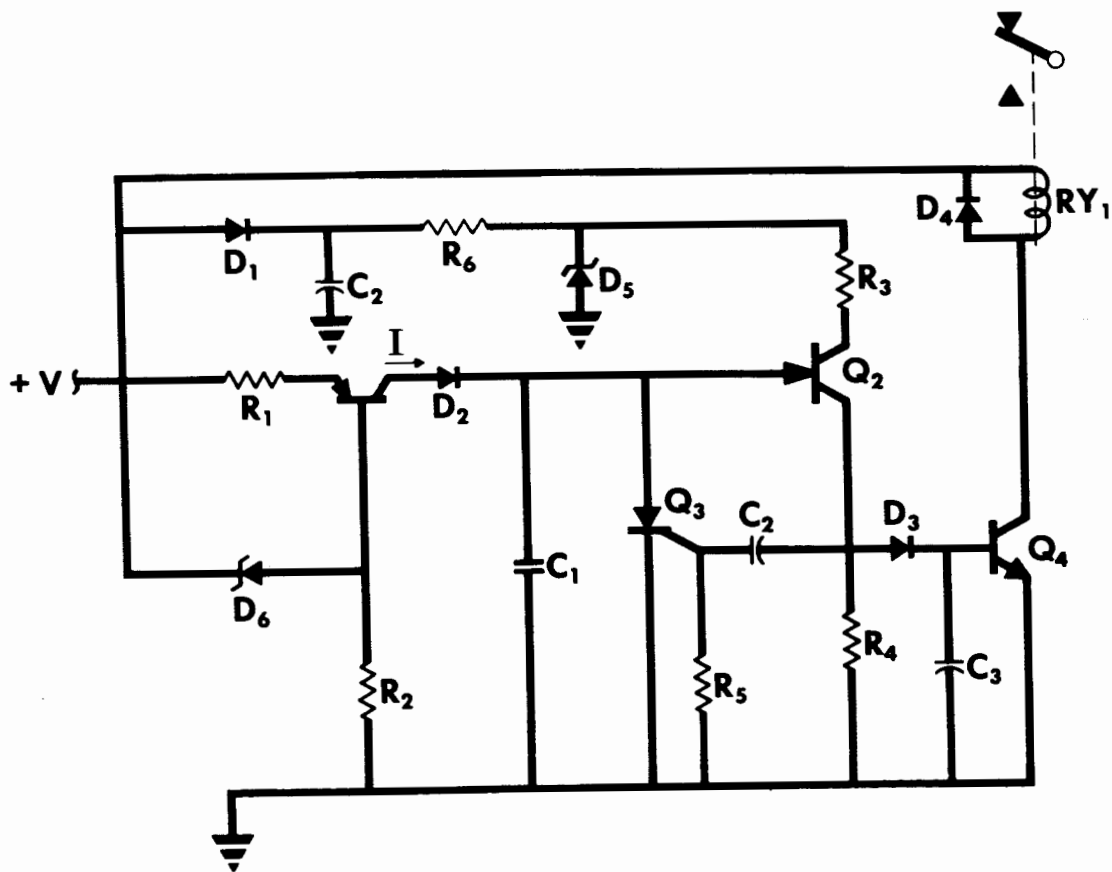 RY₁
D₄
D₁
R₆
C₂
D₅
R₃
I
+ V
R₁
D₂
Q₂
Q₃
C₂
D₃
Q₄
C₁
D₆
R₂
R₅
R₄
C₃